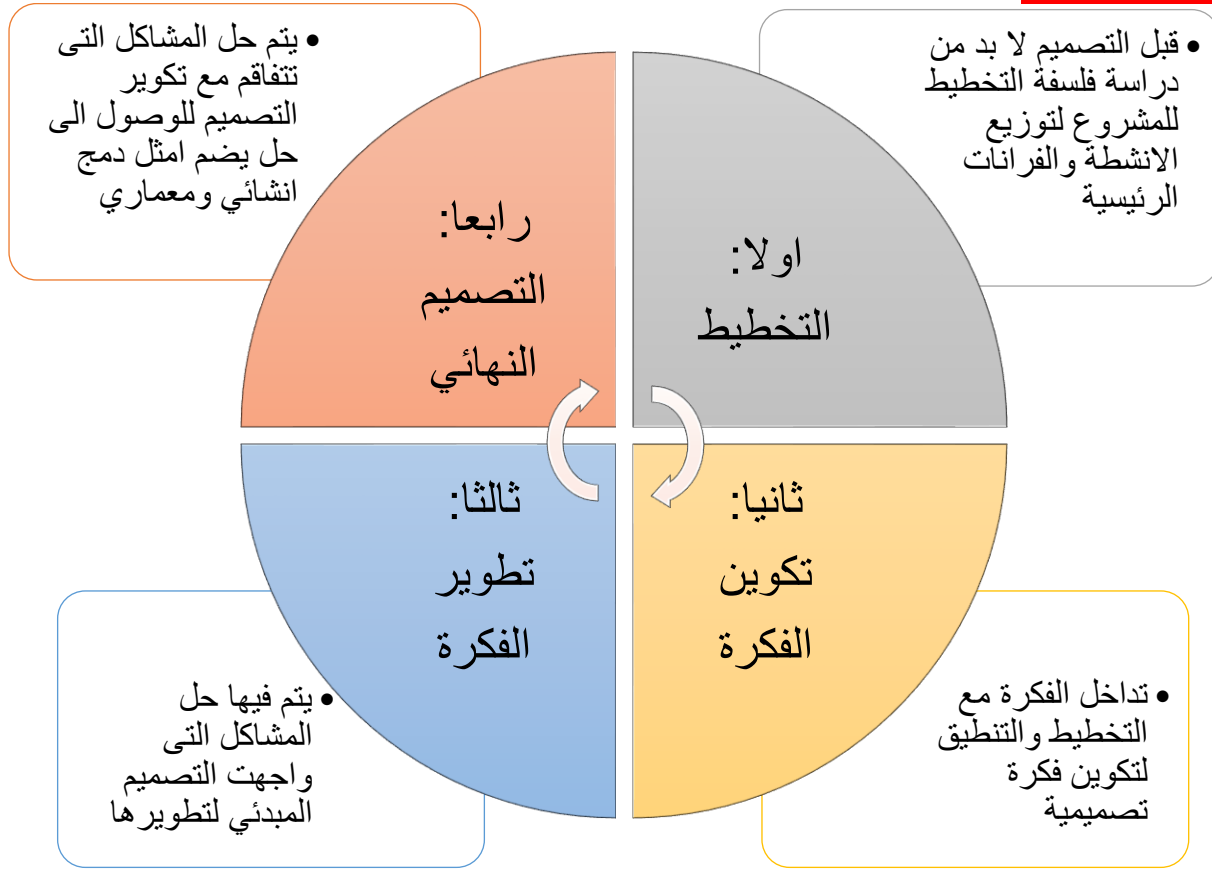 • قبل التصميم لا بد من
دراسة فلسفة التخطيط
للمشروع لتوزيع
الانشطة والفرانات
الرئيسية
اولا:
التخطيط
ثانيا:
تكوين
الفكرة
• تداخل الفكرة مع
التخطيط والتنطيق
لتكوين فكرة
تصميمية
ثالثا:
تطوير
الفكرة
• يتم فيها حل
المشاكل التى
واجهت التصميم
المبدئي لتطويرها
رابعا:
التصميم
النهائي
• يتم حل المشاكل التى
تتفاقم مع تكوير
التصميم للوصول الى
حل يضم امثل دمج
انشائي ومعماري